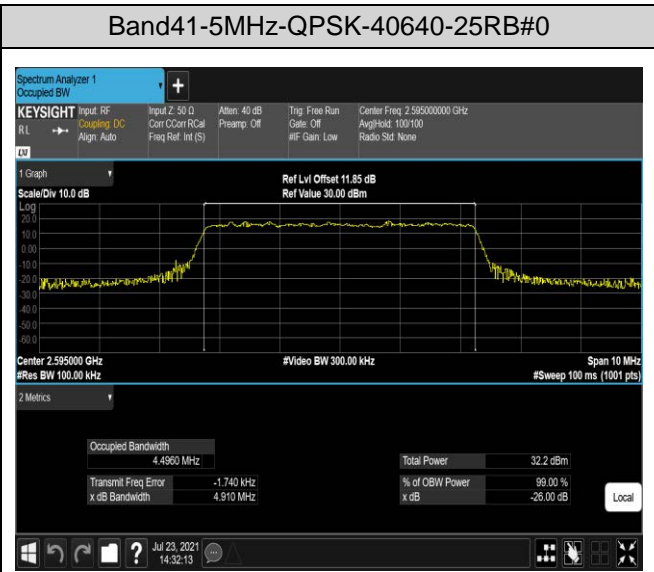 Band41-5MHz-QPSK-40640-25RB#0
Spectrum Analyzer 1
Occupied BW
+
KEYSIGHT Input: RF Input Z: 50 Ω Atten: 40 dB Trig: Free Run Center Freq: 2.595000000 GHz
RL Coupling: DC Corr CCorr RCal Preamp: Off Gate: Off Avg|Hold: 100/100
Align: Auto Freq Ref: Int (S) #IF Gain: Low Radio Std: None
LXI
1 Graph Ref Lvl Offset 11.85 dB
Scale/Div 10.0 dB Ref Value 30.00 dBm
Log
20.0
10.0
0.00
-10.0
-20.0
-30.0
-40.0
-50.0
-60.0
Center 2.595000 GHz #Video BW 300.00 kHz Span 10 MHz
#Res BW 100.00 kHz #Sweep 100 ms (1001 pts)
2 Metrics
Occupied Bandwidth
4.4960 MHz Total Power 32.2 dBm
Transmit Freq Error -1.740 kHz % of OBW Power 99.00 %
x dB Bandwidth 4.910 MHz x dB -26.00 dB
Local
? Jul 23, 2021
14:32:13